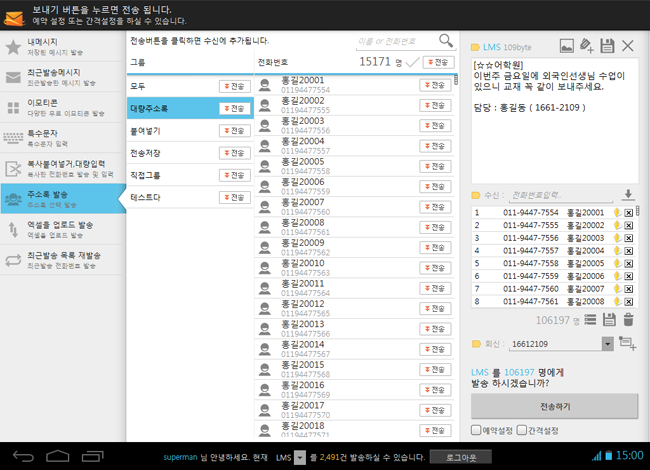 보내기 버튼을 누르면 전송 됩니다.
예약 설정 또는 간격설정을 하실 수 있습니다.
내메시지
저장된 메시지 발송
최근발송메시지
최근발송한 메시지 발송
이모티콘
다양한 무료 이모티콘 발송
특수문자
특수문자 입력
복사붙여넣거,대량입력
복사한 전화번호 발송 및 입력
주소록 발송
주소록 선택 발송
엑셀을 업로드 발송
엑셀을 업로드 발송
최근발송 목록 재발송
최근발송 전화번호 발송
전송버튼을 클릭하면 수신에 추가됩니다.
이름 or 전화번호
그룹
전화번호
15171 명
전송
모두
전송
대량주소록
전송
붙여넣기
전송
전송저장
전송
직접그룹
전송
테스트다
전송
홍길20001
01194477554
전송
홍길20002
01194477555
전송
홍길20003
01194477556
전송
홍길20004
01194477557
전송
홍길20005
01194477558
전송
홍길20006
01194477559
전송
홍길20007
01194477560
전송
홍길20008
01194477561
전송
홍길20009
01194477562
전송
홍길20010
01194477563
전송
홍길20011
01194477564
전송
홍길20012
01194477565
전송
홍길20013
01194477566
전송
홍길20014
01194477567
전송
홍길20015
01194477568
전송
홍길20016
01194477569
전송
홍길20017
01194477570
전송
홍길20018
01194477571
전송
LMS 109byte
[☆☆어학원]
이번주 금요일에 외국인선생님 수업이
있으니 교재 꼭 같이 보내주세요.
담당 : 홍길동 ( 1661-2109 )
수신 : 전화번호입력..
1 011-9447-7554 홍길20001
2 011-9447-7555 홍길20002
3 011-9447-7556 홍길20003
4 011-9447-7557 홍길20004
5 011-9447-7558 홍길20005
6 011-9447-7559 홍길20006
7 011-9447-7560 홍길20007
8 011-9447-7561 홍길20008
106197 명
회신 : 16612109
LMS 를 106197 명에게
발송 하시겠습니까?
전송하기
예약설정 간격설정
superman 님 안녕하세요. 현재 LMS 를 2,491건 발송하실 수 있습니다. 로그아웃
15:00